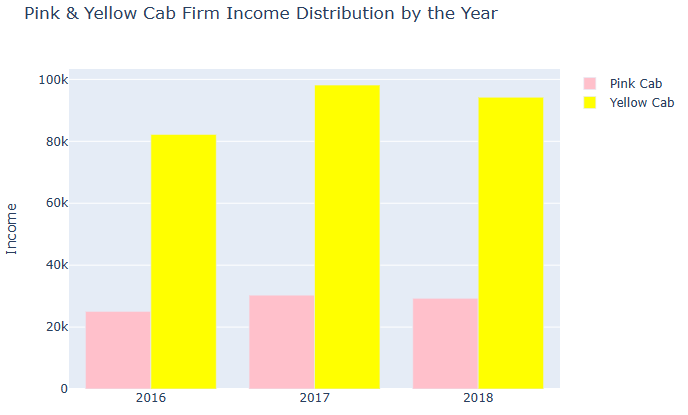 Pink & Yellow Cab Firm Income Distribution by the Year
Pink Cab
Yellow Cab
100k
80k
60k
40k
20k
0
Income
2016 2017 2018